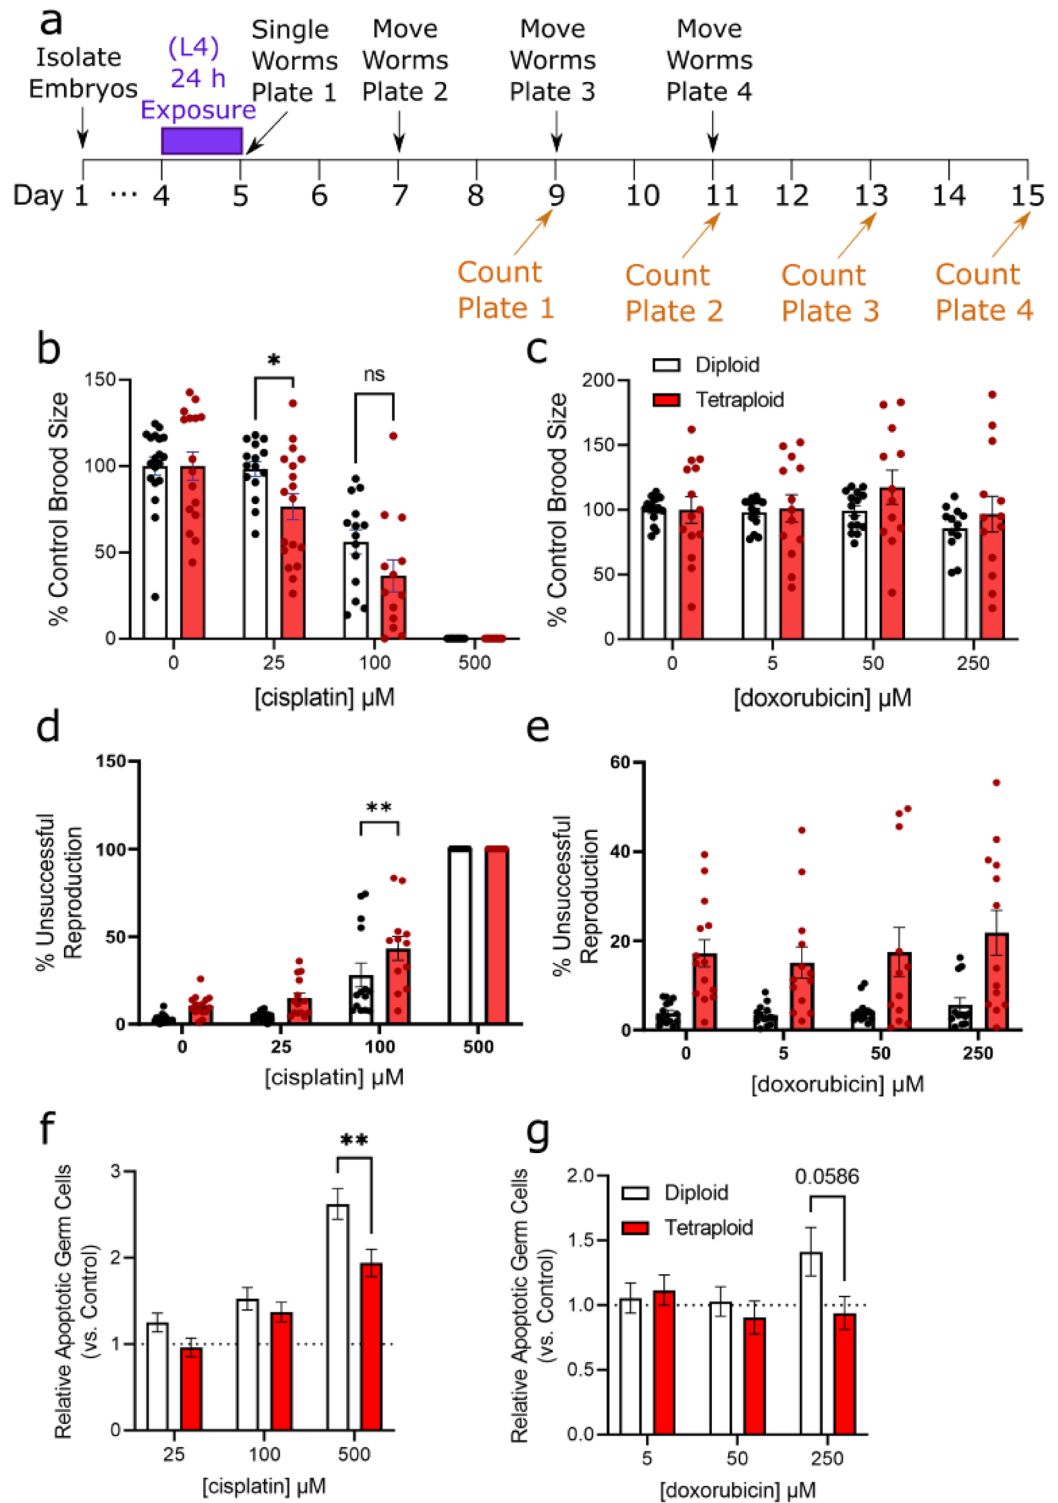 a
Isolate
Embryos
(L4)
24 h
Exposure
Single
Worms
Plate 1
Move
Worms
Plate 2
Move
Worms
Plate 3
Move
Worms
Plate 4
Day 1 ... 4 5 6 7 8 9 10 11 12 13 14 15
Count
Plate 1
Count
Plate 2
Count
Plate 3
Count
Plate 4
b
% Control Brood Size
150
100
50
0
*
ns
0 25 100 500
[cisplatin] µM
c
Diploid
Tetraploid
% Control Brood Size
200
150
100
50
0
0 5 50 250
[doxorubicin] µM
d
% Unsuccessful
Reproduction
150
100
50
0
**
0 25 100 500
[cisplatin] µM
e
% Unsuccessful
Reproduction
60
40
20
0
0 5 50 250
[doxorubicin] µM
f
Relative Apoptotic Germ Cells
(vs. Control)
3
2
1
0
**
25 100 500
[cisplatin] µM
g
Relative Apoptotic Germ Cells
(vs. Control)
2.0
1.5
1.0
0.5
0.0
Diploid
Tetraploid
0.0586
5 50 250
[doxorubicin] µM